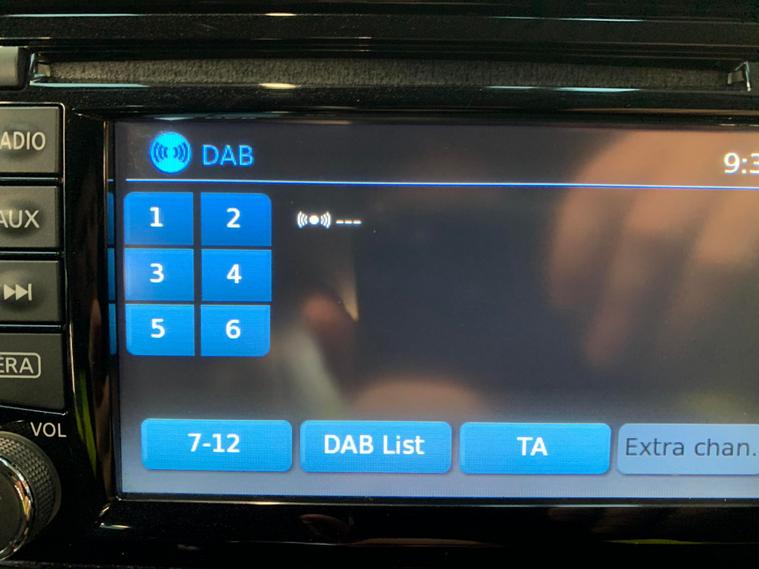 ADIO
AUX
ERA
VOL
DAB
9:3
1 2
---
3 4
5 6
7-12 DAB List TA Extra chan.